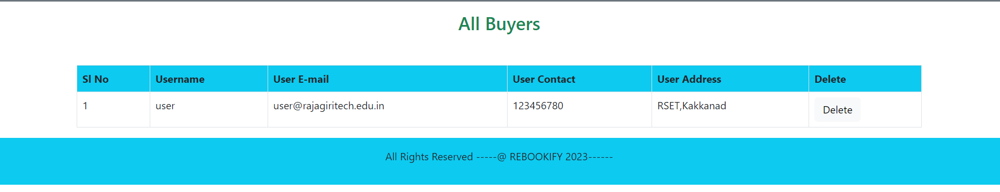 All Buyers
Sl No Username User E-mail User Contact User Address Delete
1 user user@rajagiritech.edu.in 123456780 RSET,Kakkanad Delete
All Rights Reserved -----@ REBOOKIFY 2023------